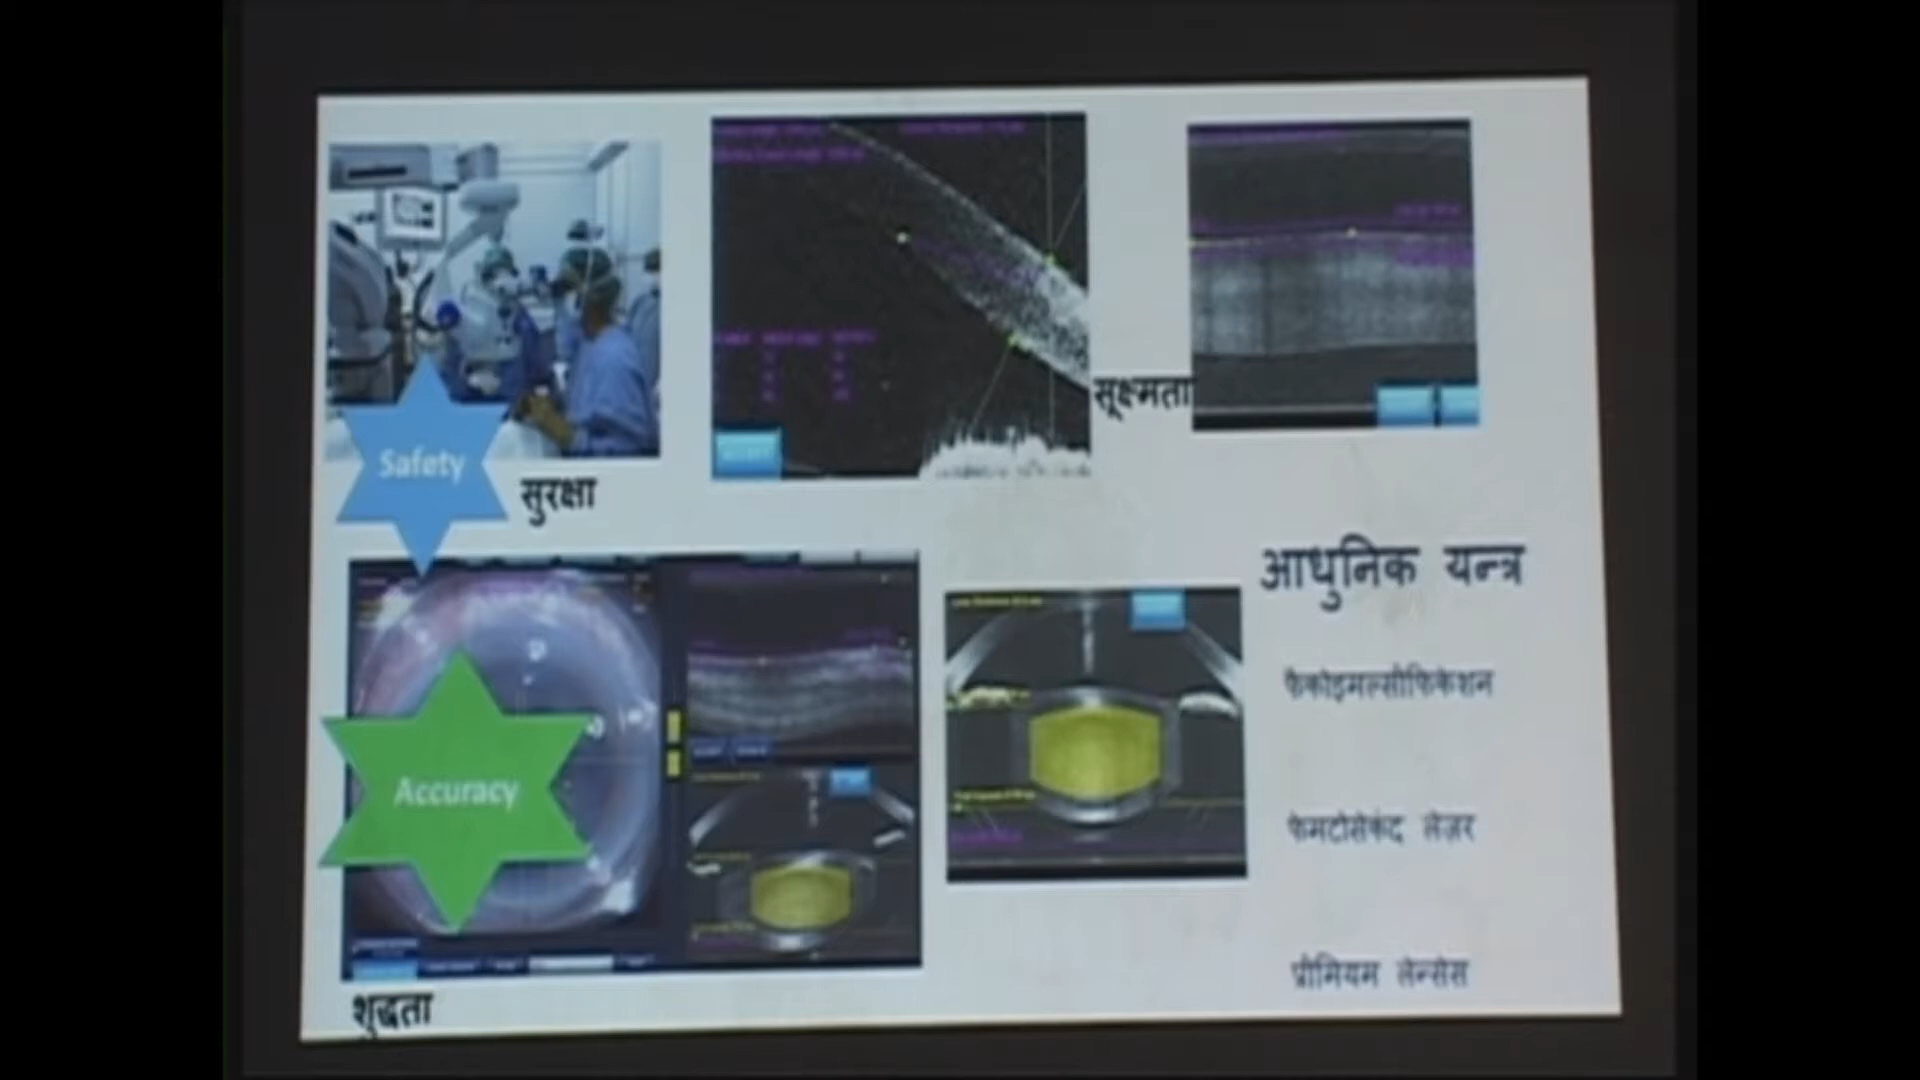 Safety
सुरक्षा
सूक्ष्मता
आधुनिक यन्त्र
फैकोइमल्सीफिकेशन
फेमटोसेकंद लेज़र
प्रीमियम लेन्सेस
Accuracy
शुद्धता